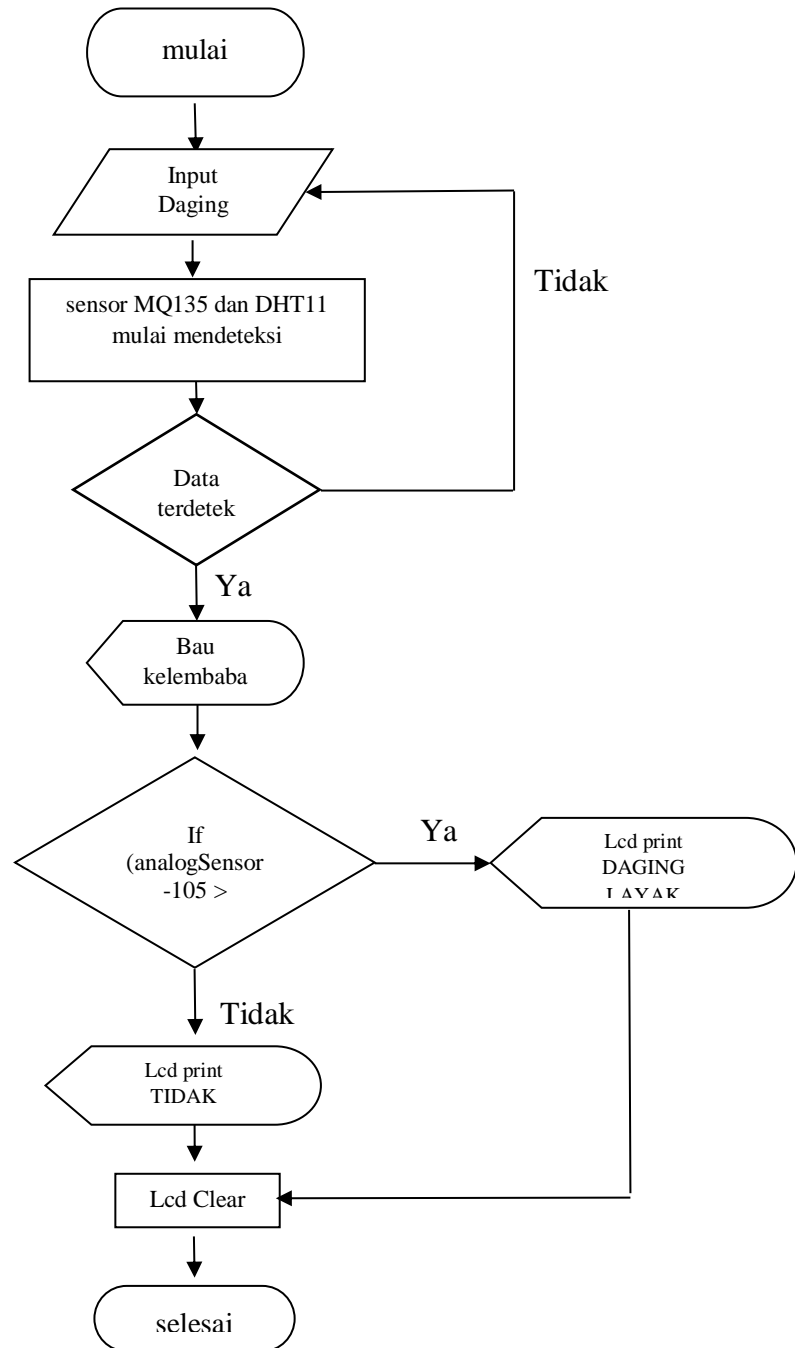 mulai
Input
Daging
Tidak
sensor MQ135 dan DHT11
mulai mendeteksi
Data
terdetek
Ya
Bau
kelembaba
If
(analogSensor
-105 >
Ya
Lcd print
DAGING
LAYAK
Tidak
Lcd print
TIDAK
Lcd Clear
selesai